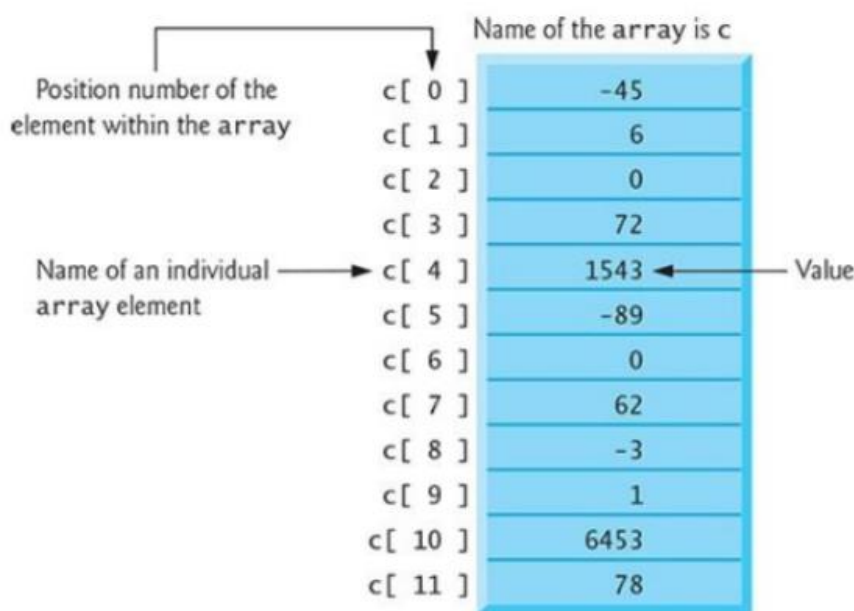 Name of the array is c
Position number of the
element within the array
c[ 0 ] -45
c[ 1 ] 6
c[ 2 ] 0
c[ 3 ] 72
Name of an individual
array element
c[ 4 ] 1543 Value
c[ 5 ] -89
c[ 6 ] 0
c[ 7 ] 62
c[ 8 ] -3
c[ 9 ] 1
c[ 10 ] 6453
c[ 11 ] 78